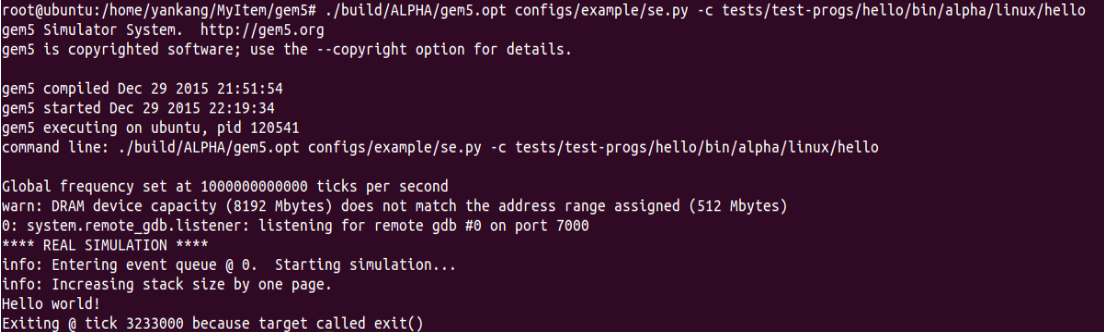 root@ubuntu:/home/yankang/MyItem/gem5# ./build/ALPHA/gem5.opt configs/example/se.py -c tests/test-progs/hello/bin/alpha/linux/hello
gem5 Simulator System.  http://gem5.org
gem5 is copyrighted software; use the --copyright option for details.
gem5 compiled Dec 29 2015 21:51:54
gem5 started Dec 29 2015 22:19:34
gem5 executing on ubuntu, pid 120541
command line: ./build/ALPHA/gem5.opt configs/example/se.py -c tests/test-progs/hello/bin/alpha/linux/hello
Global frequency set at 1000000000000 ticks per second
warn: DRAM device capacity (8192 Mbytes) does not match the address range assigned (512 Mbytes)
0: system.remote_gdb.listener: listening for remote gdb #0 on port 7000
**** REAL SIMULATION ****
info: Entering event queue @ 0.  Starting simulation...
info: Increasing stack size by one page.
Hello world!
Exiting @ tick 3233000 because target called exit()